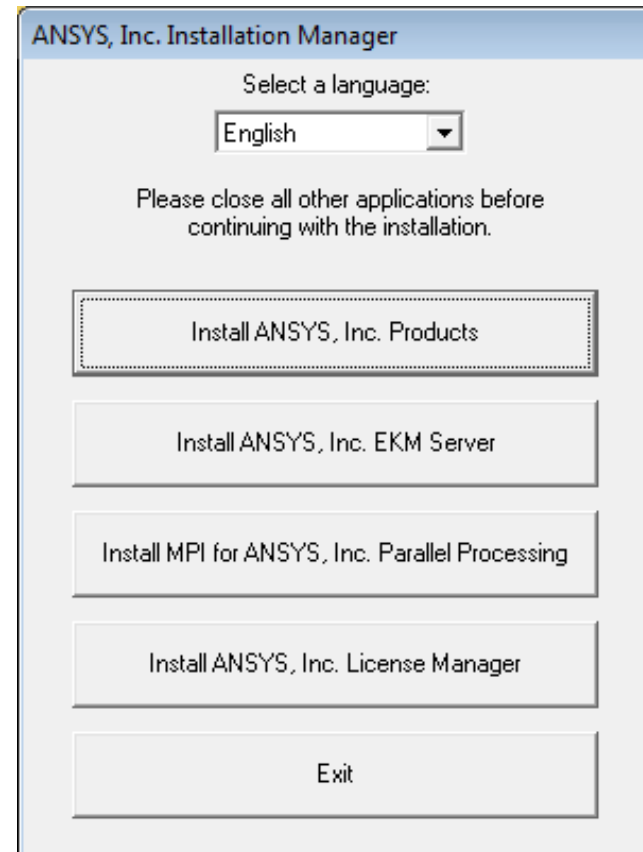 ANSYS, Inc. Installation Manager
Select a language:
English
Please close all other applications before
continuing with the installation.
Install ANSYS, Inc. Products
Install ANSYS, Inc. EKM Server
Install MPI for ANSYS, Inc. Parallel Processing
Install ANSYS, Inc. License Manager
Exit